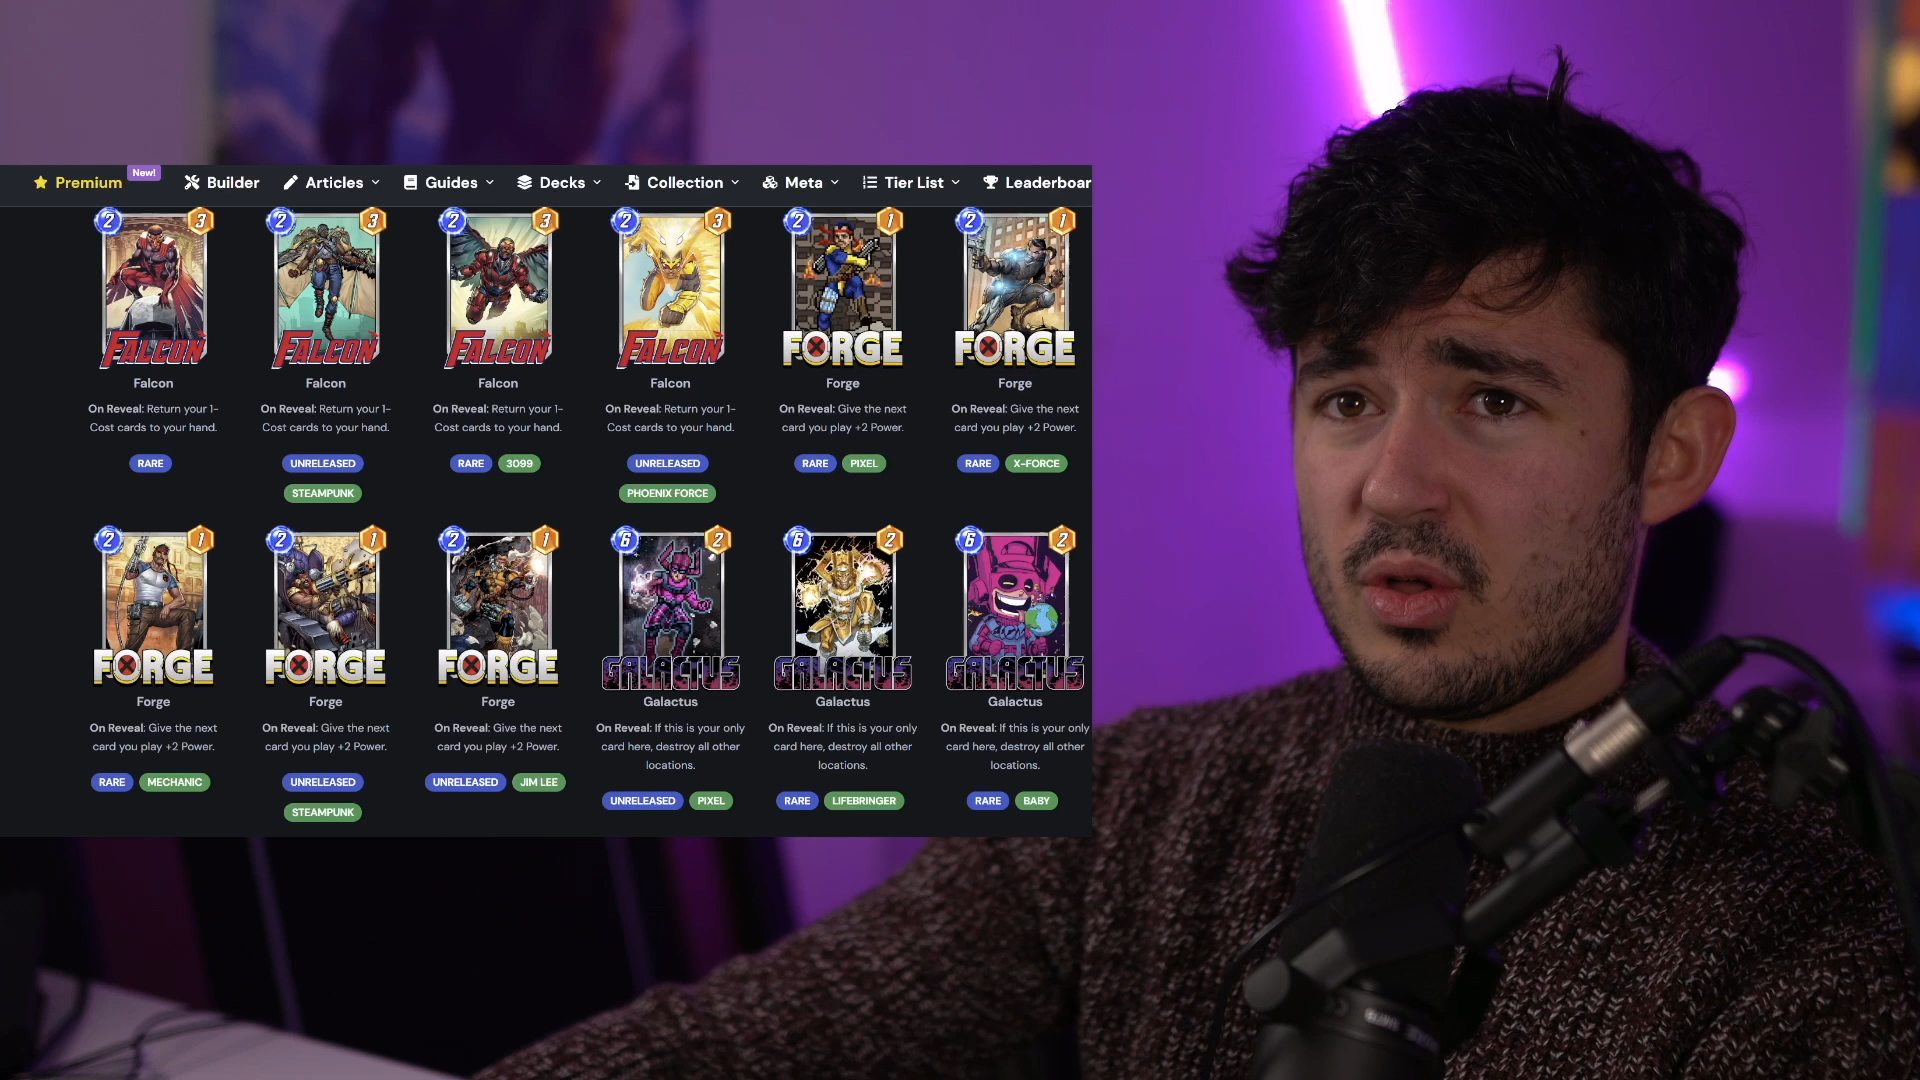 Premium
New!
Builder
Articles
Guides
Decks
Collection
Meta
Tier List
Leaderboar
2 3 2 3 2 3 2 3 2 1 2 1
FALCON FALCON FALCON FALCON FORGE FORGE
Falcon Falcon Falcon Falcon Forge Forge
On Reveal: Return your 1-
Cost cards to your hand.
On Reveal: Return your 1-
Cost cards to your hand.
On Reveal: Return your 1-
Cost cards to your hand.
On Reveal: Return your 1-
Cost cards to your hand.
On Reveal: Give the next
card you play +2 Power.
On Reveal: Give the next
card you play +2 Power.
RARE UNRELEASED RARE 3099 UNRELEASED RARE PIXEL RARE X-FORCE
STEAMPUNK PHOENIX FORCE
2 1 2 1 2 1 6 2 6 2 6 2
FORGE FORGE FORGE GALACTUS GALACTUS GALACTUS
Forge Forge Forge Galactus Galactus Galactus
On Reveal: Give the next
card you play +2 Power.
On Reveal: Give the next
card you play +2 Power.
On Reveal: Give the next
card you play +2 Power.
On Reveal: If this is your only
card here, destroy all other
locations.
On Reveal: If this is your only
card here, destroy all other
locations.
On Reveal: If this is your only
card here, destroy all other
locations.
RARE MECHANIC UNRELEASED UNRELEASED JIM LEE UNRELEASED PIXEL RARE LIFEBRINGER RARE BABY
STEAMPUNK